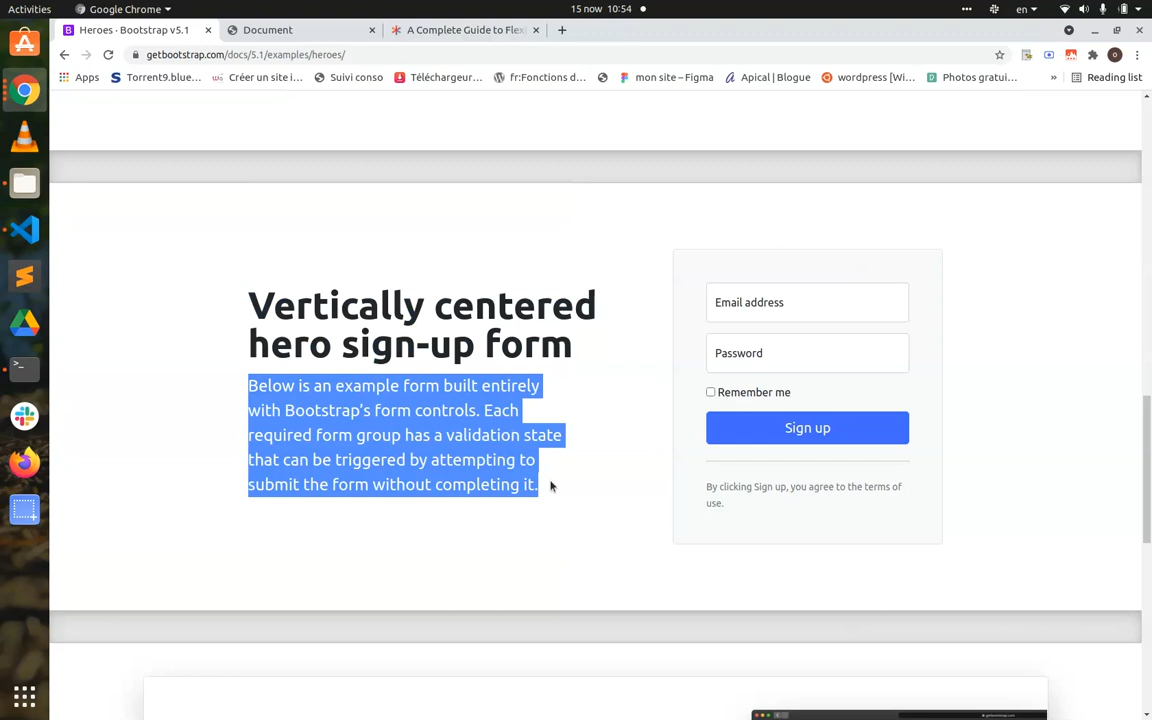 Activities
Google Chrome
15 now 10:54
en
Heroes · Bootstrap v5.1
Document
A Complete Guide to Flex
getbootstrap.com/docs/5.1/examples/heroes/
Apps
Torrent9.blue...
Créer un site i...
Suivi conso
Téléchargeur...
fr:Fonctions d...
mon site – Figma
Apical | Blogue
wordpress [Wi...
Photos gratui...
»
Reading list
Vertically centered
hero sign-up form
Below is an example form built entirely
with Bootstrap's form controls. Each
required form group has a validation state
that can be triggered by attempting to
submit the form without completing it.
Email address
Password
Remember me
Sign up
By clicking Sign up, you agree to the terms of
use.